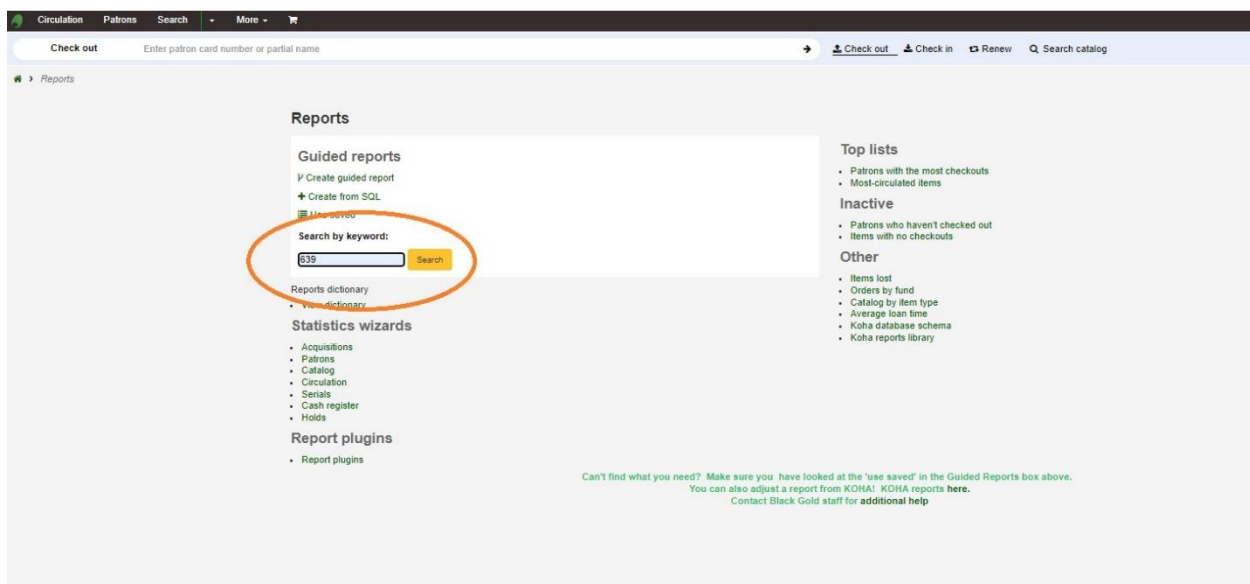 Circulation Patrons Search More
Check out Enter patron card number or partial name Check out Check in Renew Search catalog
Reports
Reports
Guided reports
Create guided report
Create from SQL
Use saved
Search by keyword:
639 Search
Reports dictionary
View dictionary
Statistics wizards
Acquisitions
Patrons
Catalog
Circulation
Serials
Cash register
Holds
Report plugins
Report plugins
Top lists
Patrons with the most checkouts
Most-circulated items
Inactive
Patrons who haven't checked out
Items with no checkouts
Other
Items lost
Orders by fund
Catalog by item type
Average loan time
Koha database schema
Koha reports library
Can't find what you need? Make sure you have looked at the 'use saved' in the Guided Reports box above.
You can also adjust a report from KOHA! KOHA reports here.
Contact Black Gold staff for additional help